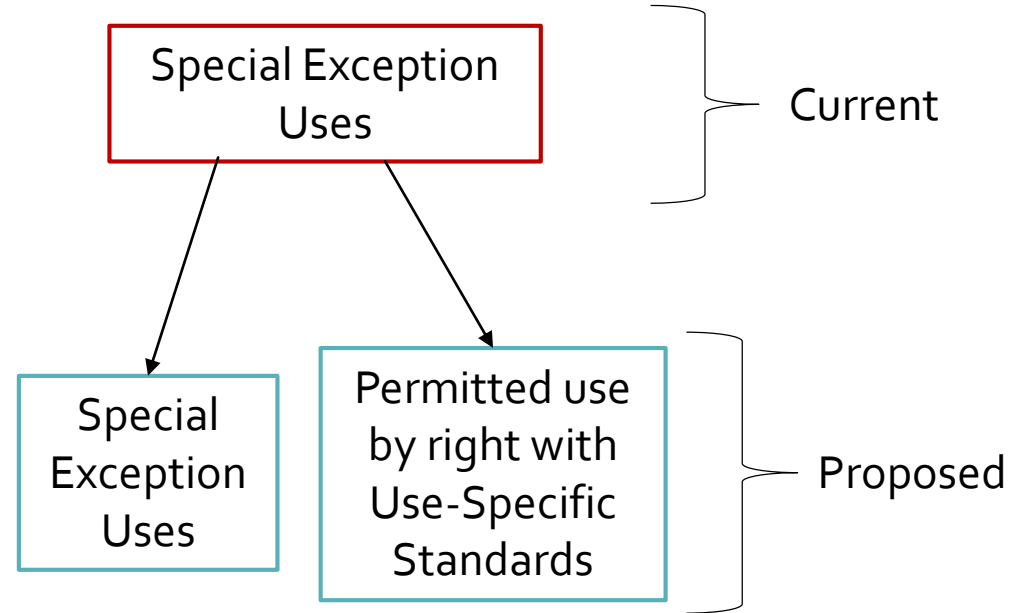 Special Exception
Uses
Current
Special
Exception
Uses
Permitted use
by right with
Use-Specific
Standards
Proposed